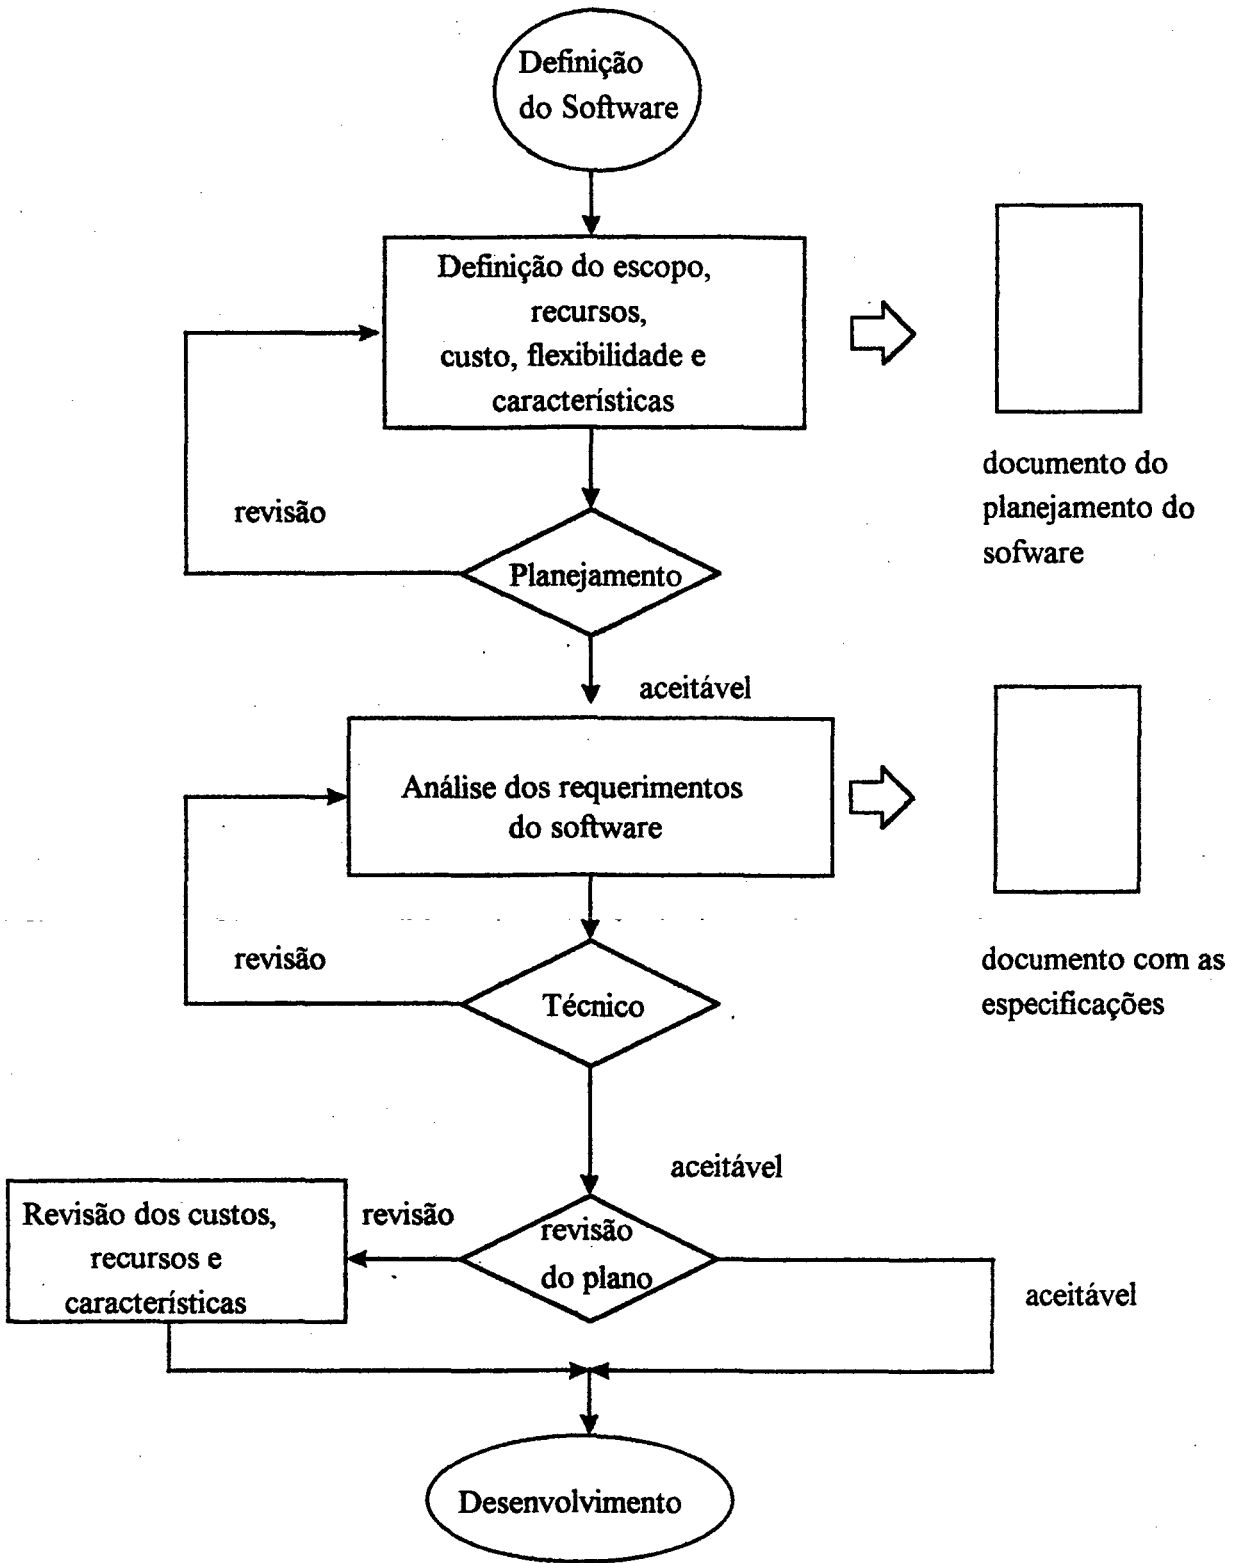 Definição
do Software
Definição do escopo,
recursos,
custo, flexibilidade e
características
documento do
planejamento do
sofware
revisão
Planejamento
aceitável
Análise dos requerimentos
do software
revisão
documento com as
especificações
Técnico
aceitável
Revisão dos custos,
recursos e
características
revisão
revisão
do plano
aceitável
Desenvolvimento